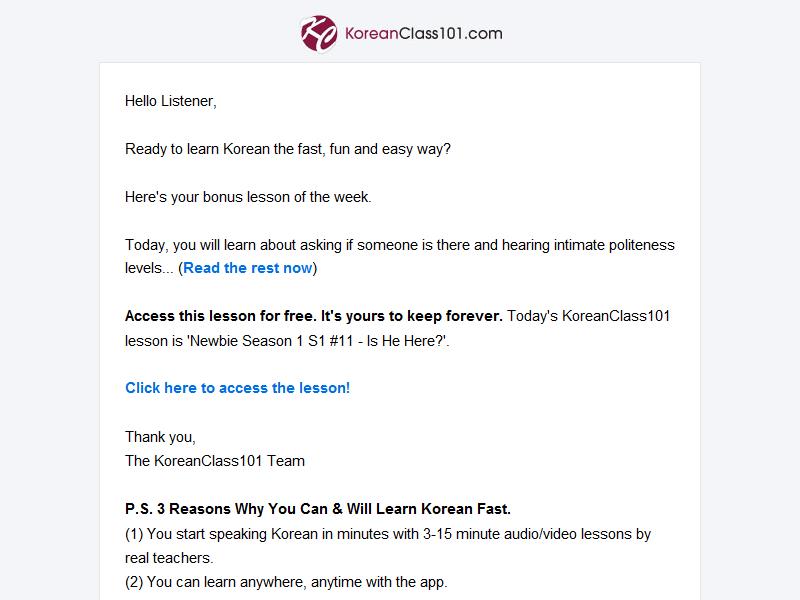 KoreanClass101.com
Hello Listener,
Ready to learn Korean the fast, fun and easy way?
Here's your bonus lesson of the week.
Today, you will learn about asking if someone is there and hearing intimate politeness
levels... (Read the rest now)
Access this lesson for free. It's yours to keep forever. Today's KoreanClass101
lesson is 'Newbie Season 1 S1 #11 - Is He Here?'.
Click here to access the lesson!
Thank you,
The KoreanClass101 Team
P.S. 3 Reasons Why You Can & Will Learn Korean Fast.
(1) You start speaking Korean in minutes with 3-15 minute audio/video lessons by
real teachers.
(2) You can learn anywhere, anytime with the app.